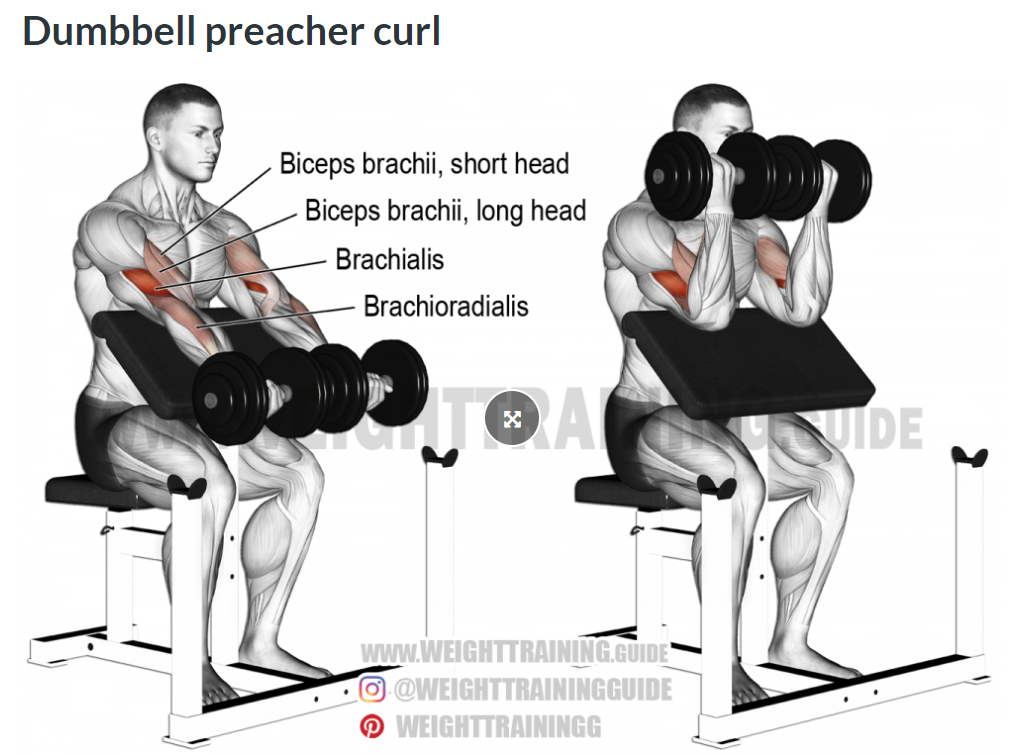 Dumbbell preacher curl
Biceps brachii, short head
Biceps brachii, long head
Brachialis
Brachioradialis
WEIGHTTRAINING.GUIDE
www.WEIGHTTRAINING.GUIDE
@WEIGHTTRAININGGUIDE
WEIGHTTRAININGG